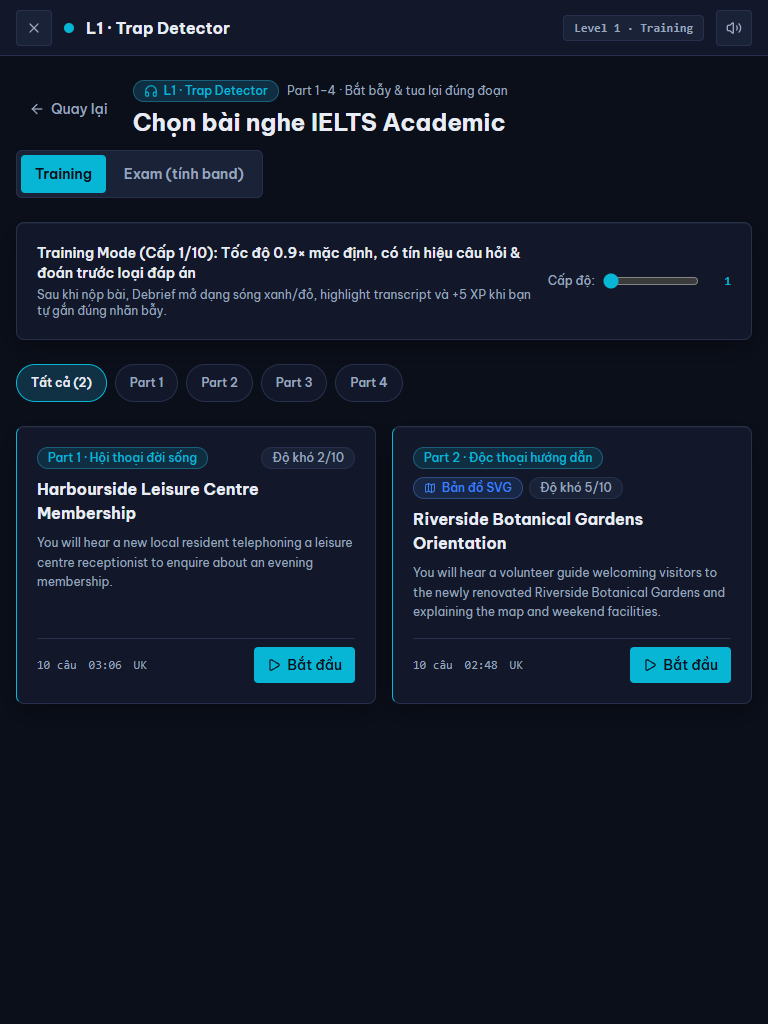 L1 · Trap Detector
Level 1 · Training
Quay lại
L1 · Trap Detector
Part 1–4 · Bắt bẫy & tua lại đúng đoạn
Chọn bài nghe IELTS Academic
Training
Exam (tính band)
Training Mode (Cấp 1/10): Tốc độ 0.9× mặc định, có tín hiệu câu hỏi &
đoán trước loại đáp án
Sau khi nộp bài, Debrief mở dạng sóng xanh/đỏ, highlight transcript và +5 XP khi bạn
tự gắn đúng nhãn bẫy.
Cấp độ:
1
Tất cả (2)
Part 1
Part 2
Part 3
Part 4
Part 1 · Hội thoại đời sống
Độ khó 2/10
Harbourside Leisure Centre
Membership
You will hear a new local resident telephoning a leisure
centre receptionist to enquire about an evening
membership.
10 câu 03:06 UK
Bắt đầu
Part 2 · Độc thoại hướng dẫn
Bản đồ SVG
Độ khó 5/10
Riverside Botanical Gardens
Orientation
You will hear a volunteer guide welcoming visitors to
the newly renovated Riverside Botanical Gardens and
explaining the map and weekend facilities.
10 câu 02:48 UK
Bắt đầu